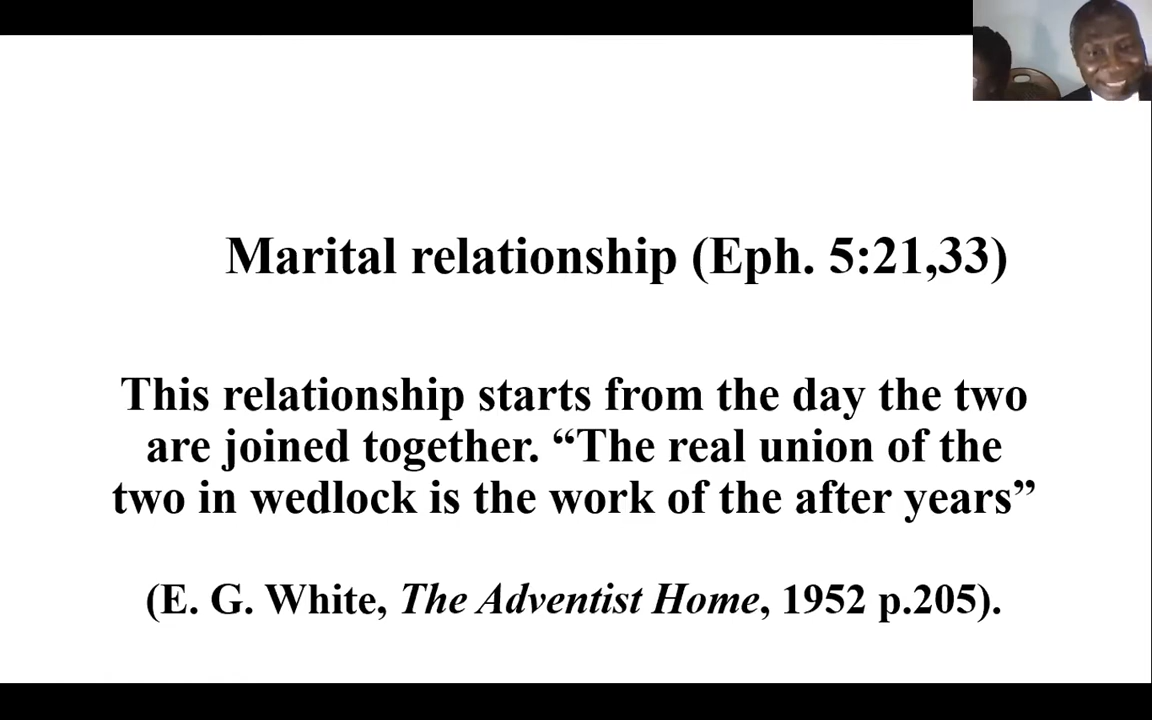 Marital relationship (Eph. 5:21,33)
This relationship starts from the day the two
are joined together. “The real union of the
two in wedlock is the work of the after years”
(E. G. White, The Adventist Home, 1952 p.205).